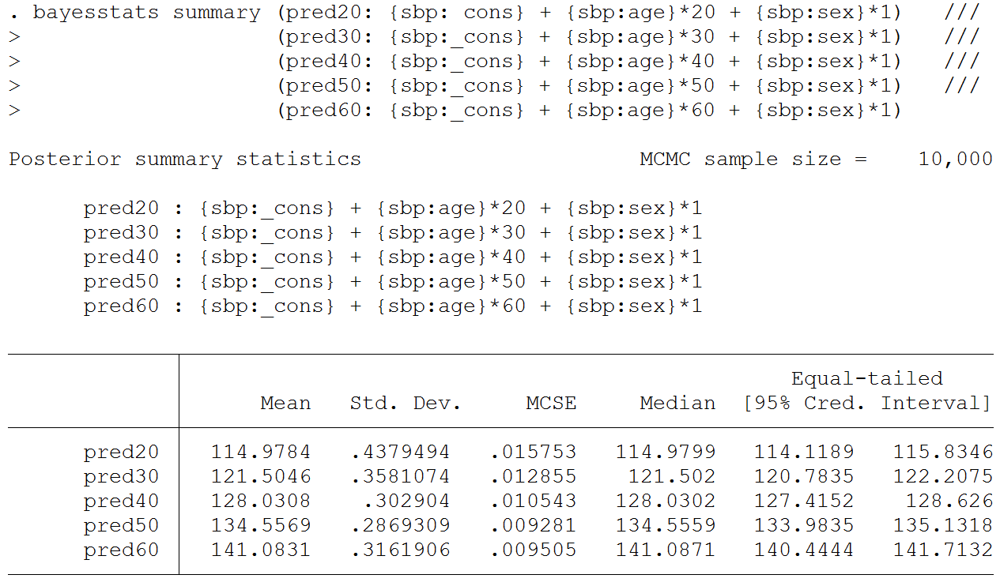 . bayesstats summary (pred20: {sbp:_cons} + {sbp:age}*20 + {sbp:sex}*1)   ///
>                    (pred30: {sbp:_cons} + {sbp:age}*30 + {sbp:sex}*1)   ///
>                    (pred40: {sbp:_cons} + {sbp:age}*40 + {sbp:sex}*1)   ///
>                    (pred50: {sbp:_cons} + {sbp:age}*50 + {sbp:sex}*1)   ///
>                    (pred60: {sbp:_cons} + {sbp:age}*60 + {sbp:sex}*1)
Posterior summary statistics                      MCMC sample size =    10,000
pred20 : {sbp:_cons} + {sbp:age}*20 + {sbp:sex}*1
pred30 : {sbp:_cons} + {sbp:age}*30 + {sbp:sex}*1
pred40 : {sbp:_cons} + {sbp:age}*40 + {sbp:sex}*1
pred50 : {sbp:_cons} + {sbp:age}*50 + {sbp:sex}*1
pred60 : {sbp:_cons} + {sbp:age}*60 + {sbp:sex}*1
Equal-tailed
Mean   Std. Dev.     MCSE     Median  [95% Cred. Interval]
pred20   114.9784   .4379494   .015753   114.9799   114.1189   115.8346
pred30   121.5046   .3581074   .012855    121.502   120.7835   122.2075
pred40   128.0308    .302904   .010543   128.0302   127.4152    128.626
pred50   134.5569   .2869309   .009281   134.5559   133.9835   135.1318
pred60   141.0831   .3161906   .009505   141.0871   140.4444   141.7132